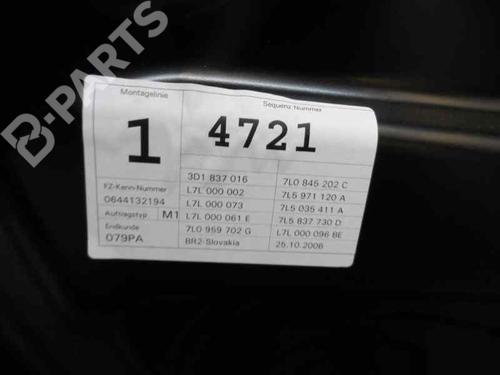 B-PARTS
Montagelinie
1
Sequenz Nummer
4721
FZ-Kenn-Nummer
0644132194
Auftragstyp M1
Endkunde
079PA
3D1 837 016
L7L 000 002
L7L 000 073
L7L 000 061 E
7L0 959 702 G
BR2-Slovakia
7L0 845 202 C
7L5 971 120 A
7L5 035 411 A
7L5 837 730 D
L7L 000 096 BE
25.10.2006